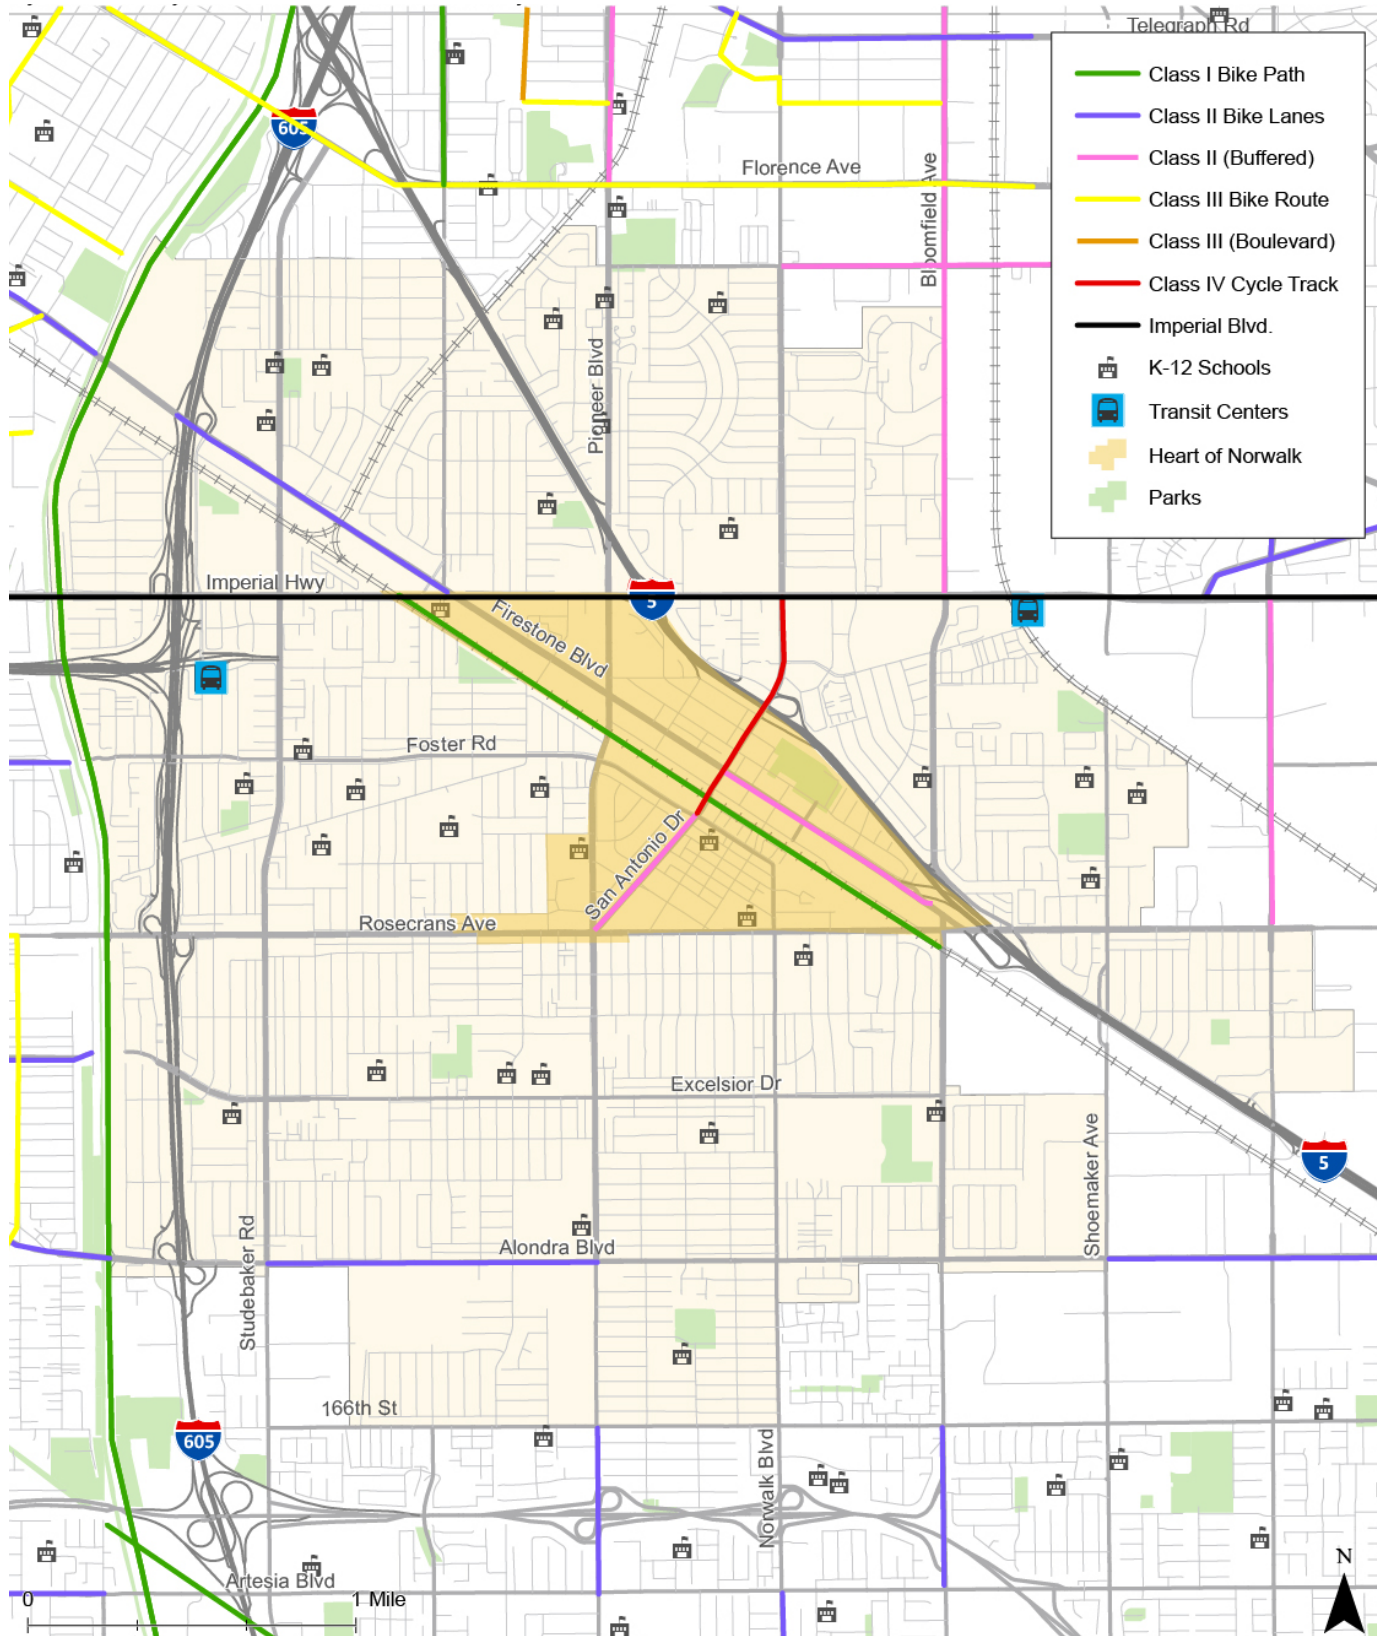 Telegraph Rd
Class I Bike Path
Class II Bike Lanes
Class II (Buffered)
Class III Bike Route
Class III (Boulevard)
Class IV Cycle Track
Imperial Blvd.
K-12 Schools
Transit Centers
Heart of Norwalk
Parks
605
Florence Ave
Bloomfield Ave
Pioneer Blvd
Imperial Hwy
5
Firestone Blvd
Foster Rd
San Antonio Dr
Rosecrans Ave
Excelsior Dr
Shoemaker Ave
5
Studebaker Rd
Alondra Blvd
166th St
605
Norwalk Blvd
Artesia Blvd
0
1 Mile
N